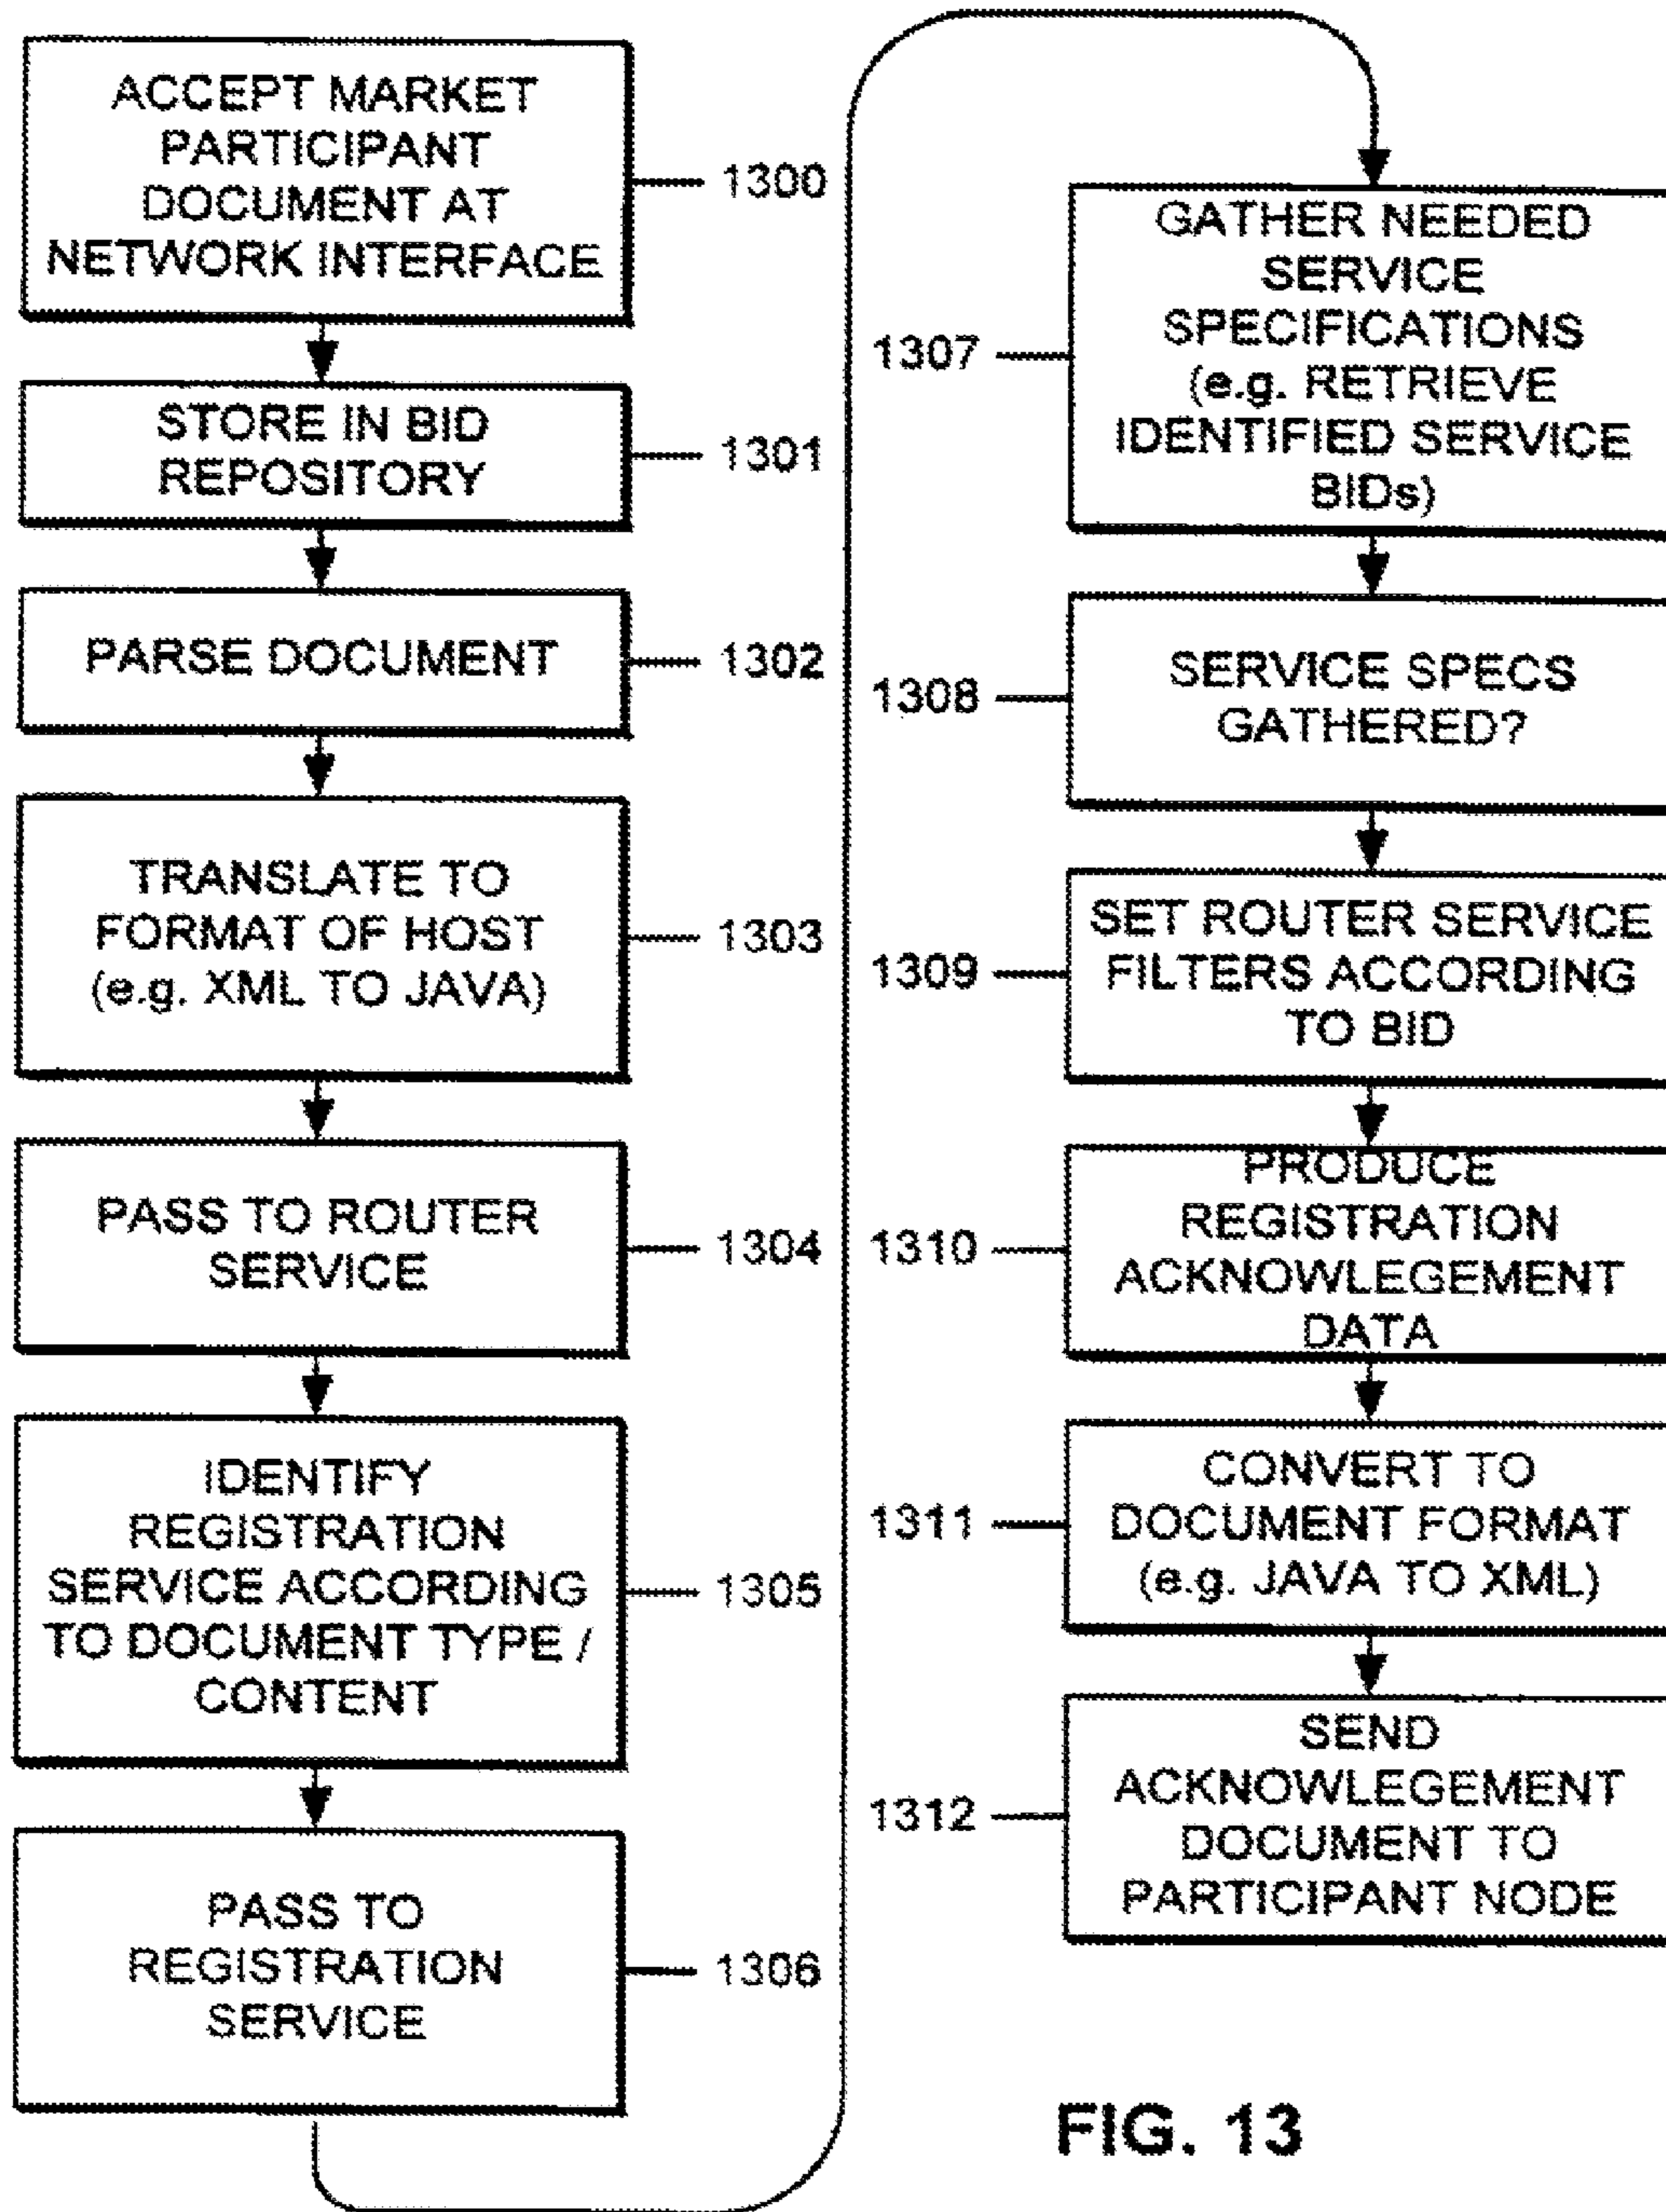 ACCEPT MARKET
PARTICIPANT
DOCUMENT AT
NETWORK INTERFACE
1300
STORE IN BID
REPOSITORY
1301
PARSE DOCUMENT
1302
TRANSLATE TO
FORMAT OF HOST
(e.g. XML TO JAVA)
1303
PASS TO ROUTER
SERVICE
1304
IDENTIFY
REGISTRATION
SERVICE ACCORDING
TO DOCUMENT TYPE /
CONTENT
1305
PASS TO
REGISTRATION
SERVICE
1306
GATHER NEEDED
SERVICE
SPECIFICATIONS
(e.g. RETRIEVE
IDENTIFIED SERVICE
BIDs)
1307
SERVICE SPECS
GATHERED?
1308
SET ROUTER SERVICE
FILTERS ACCORDING
TO BID
1309
PRODUCE
REGISTRATION
ACKNOWLEGEMENT
DATA
1310
CONVERT TO
DOCUMENT FORMAT
(e.g. JAVA TO XML)
1311
SEND
ACKNOWLEGEMENT
DOCUMENT TO
PARTICIPANT NODE
1312
FIG. 13